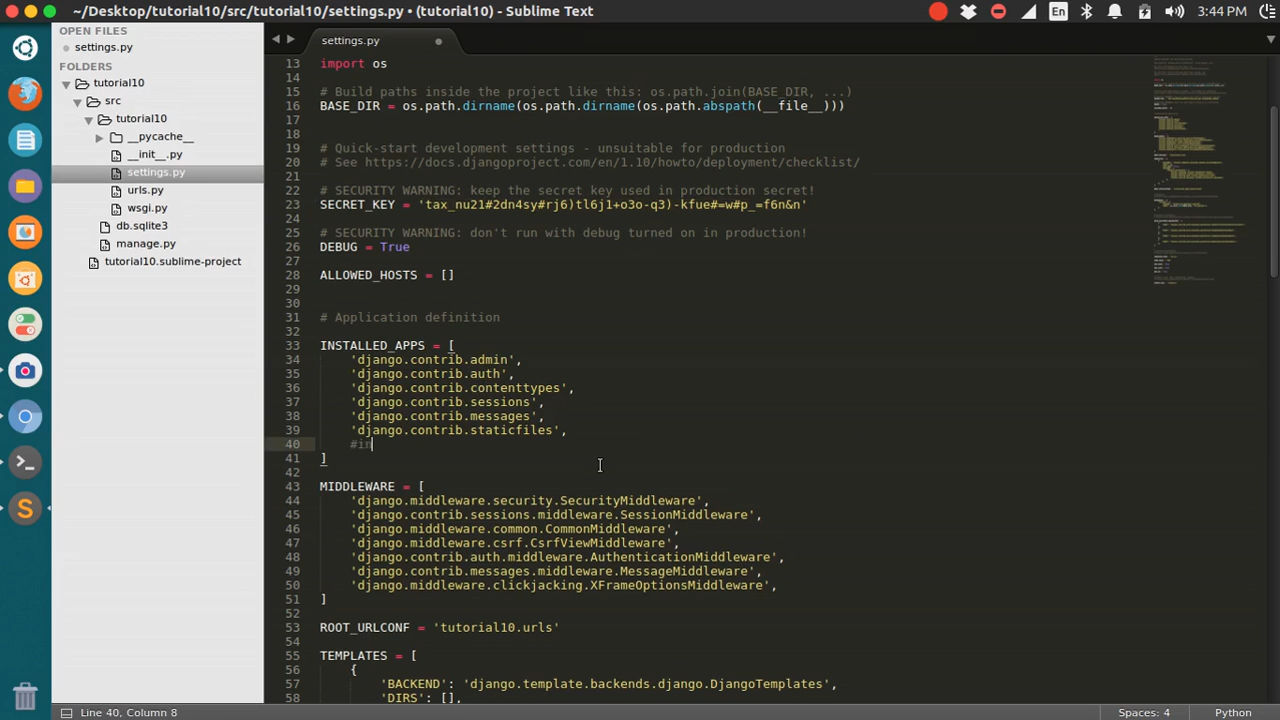 ~/Desktop/tutorial10/src/tutorial10/settings.py • (tutorial10) - Sublime Text
En
3:44 PM
OPEN FILES
settings.py
FOLDERS
tutorial10
src
tutorial10
__pycache__
__init__.py
settings.py
urls.py
wsgi.py
db.sqlite3
manage.py
tutorial10.sublime-project
settings.py
13 import os
14
15 # Build paths inside the project like this: os.path.join(BASE_DIR, ...)
16 BASE_DIR = os.path.dirname(os.path.dirname(os.path.abspath(__file__)))
17
18
19 # Quick-start development settings - unsuitable for production
20 # See https://docs.djangoproject.com/en/1.10/howto/deployment/checklist/
21
22 # SECURITY WARNING: keep the secret key used in production secret!
23 SECRET_KEY = 'tax_nu21#2dn4sy#rj6)tl6j1+o3o-q3)-kfue#=w#p_=f6n&n'
24
25 # SECURITY WARNING: don't run with debug turned on in production!
26 DEBUG = True
27
28 ALLOWED_HOSTS = []
29
30
31 # Application definition
32
33 INSTALLED_APPS = [
34 'django.contrib.admin',
35 'django.contrib.auth',
36 'django.contrib.contenttypes',
37 'django.contrib.sessions',
38 'django.contrib.messages',
39 'django.contrib.staticfiles',
40 #in
41 ]
42
43 MIDDLEWARE = [
44 'django.middleware.security.SecurityMiddleware',
45 'django.contrib.sessions.middleware.SessionMiddleware',
46 'django.middleware.common.CommonMiddleware',
47 'django.middleware.csrf.CsrfViewMiddleware',
48 'django.contrib.auth.middleware.AuthenticationMiddleware',
49 'django.contrib.messages.middleware.MessageMiddleware',
50 'django.middleware.clickjacking.XFrameOptionsMiddleware',
51 ]
52
53 ROOT_URLCONF = 'tutorial10.urls'
54
55 TEMPLATES = [
56 {
57 'BACKEND': 'django.template.backends.django.DjangoTemplates',
58 'DIRS': [],
Line 40, Column 8
Spaces: 4
Python